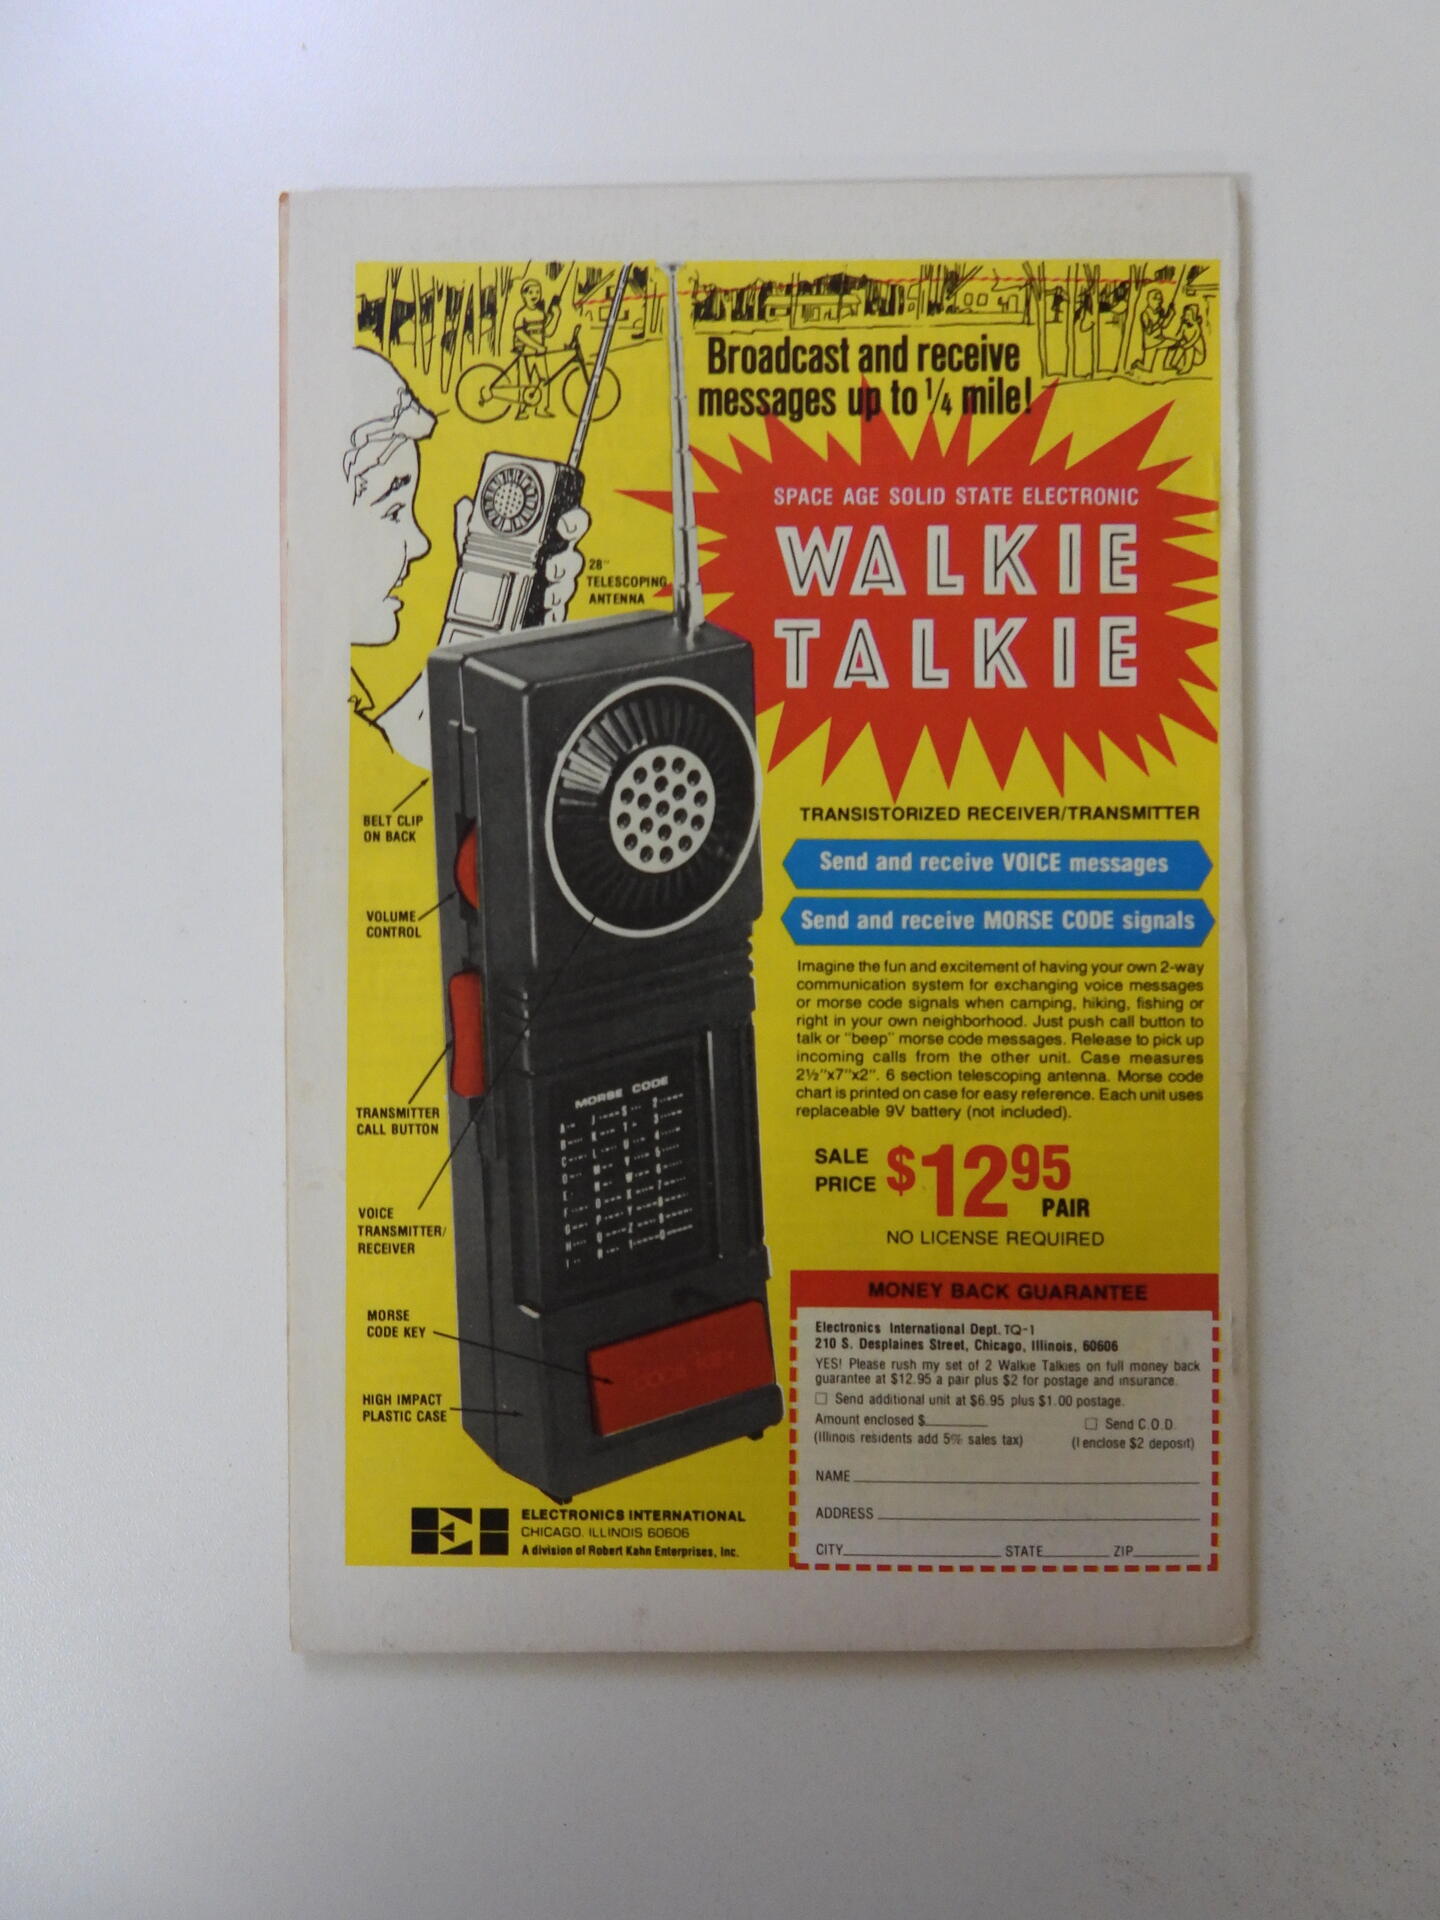 Broadcast and receive
messages up to 1/4 mile!
SPACE AGE SOLID STATE ELECTRONIC
WALKIE
TALKIE
28"
TELESCOPING
ANTENNA
BELT CLIP
ON BACK
VOLUME
CONTROL
TRANSMITTER
CALL BUTTON
VOICE
TRANSMITTER/
RECEIVER
MORSE
CODE KEY
HIGH IMPACT
PLASTIC CASE
MORSE CODE
TRANSISTORIZED RECEIVER/TRANSMITTER
Send and receive VOICE messages
Send and receive MORSE CODE signals
Imagine the fun and excitement of having your own 2-way
communication system for exchanging voice messages
or morse code signals when camping, hiking, fishing or
right in your own neighborhood. Just push call button to
talk or "beep" morse code messages. Release to pick up
incoming calls from the other unit. Case measures
2½"x7"x2". 6 section telescoping antenna. Morse code
chart is printed on case for easy reference. Each unit uses
replaceable 9V battery (not included).
SALE
PRICE $12.95
PAIR
NO LICENSE REQUIRED
MONEY BACK GUARANTEE
Electronics International Dept. TQ-1
210 S. Desplaines Street, Chicago, Illinois, 60606
YES! Please rush my set of 2 Walkie Talkies on full money back
guarantee at $12.95 a pair plus $2 for postage and insurance.
☐ Send additional unit at $6.95 plus $1.00 postage.
Amount enclosed $ ☐ Send C.O.D.
(Illinois residents add 5% sales tax) (I enclose $2 deposit)
NAME
ADDRESS
CITY STATE ZIP
ELECTRONICS INTERNATIONAL
CHICAGO, ILLINOIS 60606
A division of Robert Kahn Enterprises, Inc.